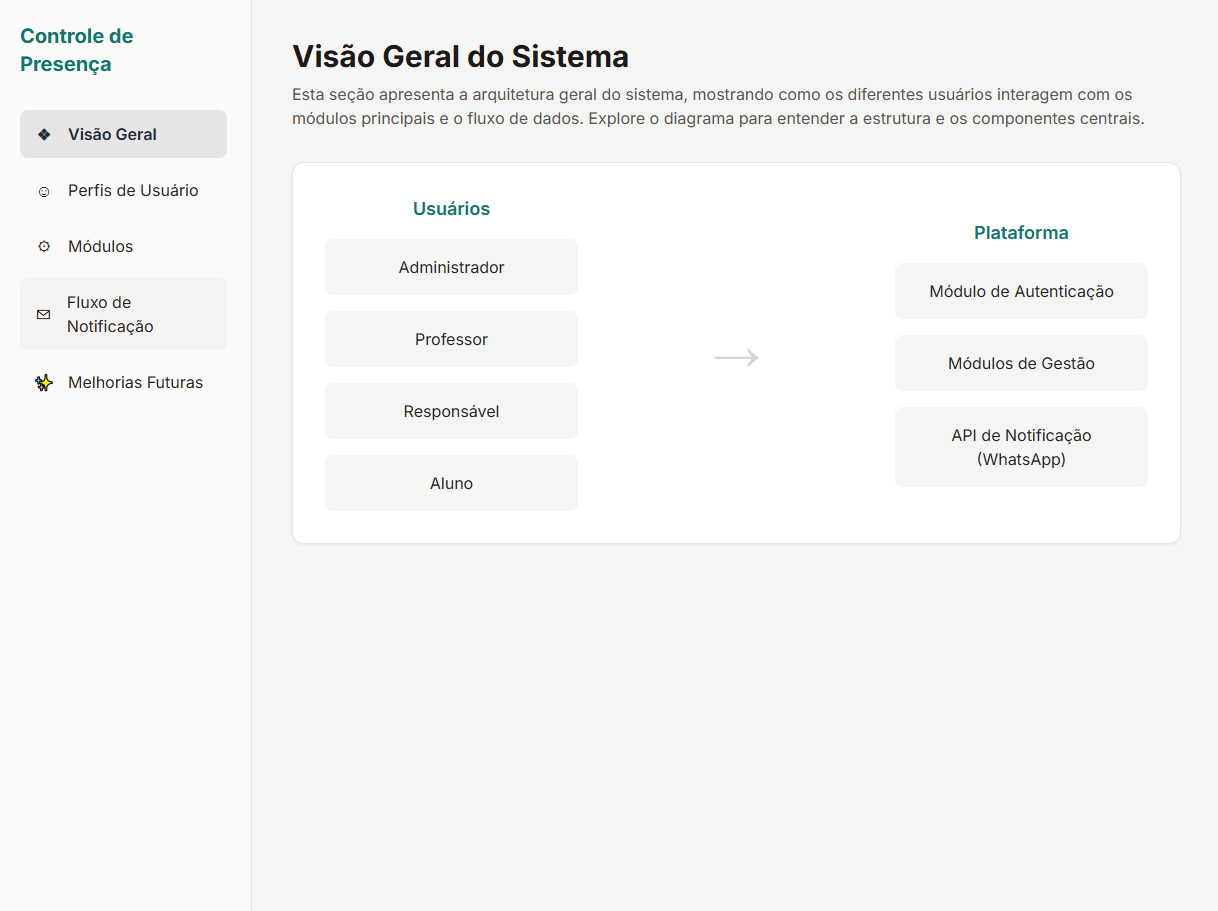 Controle de
Presença
Visão Geral
Perfis de Usuário
Módulos
Fluxo de
Notificação
Melhorias Futuras
Visão Geral do Sistema
Esta seção apresenta a arquitetura geral do sistema, mostrando como os diferentes usuários interagem com os
módulos principais e o fluxo de dados. Explore o diagrama para entender a estrutura e os componentes centrais.
Usuários
Administrador
Professor
Responsável
Aluno
Plataforma
Módulo de Autenticação
Módulos de Gestão
API de Notificação
(WhatsApp)